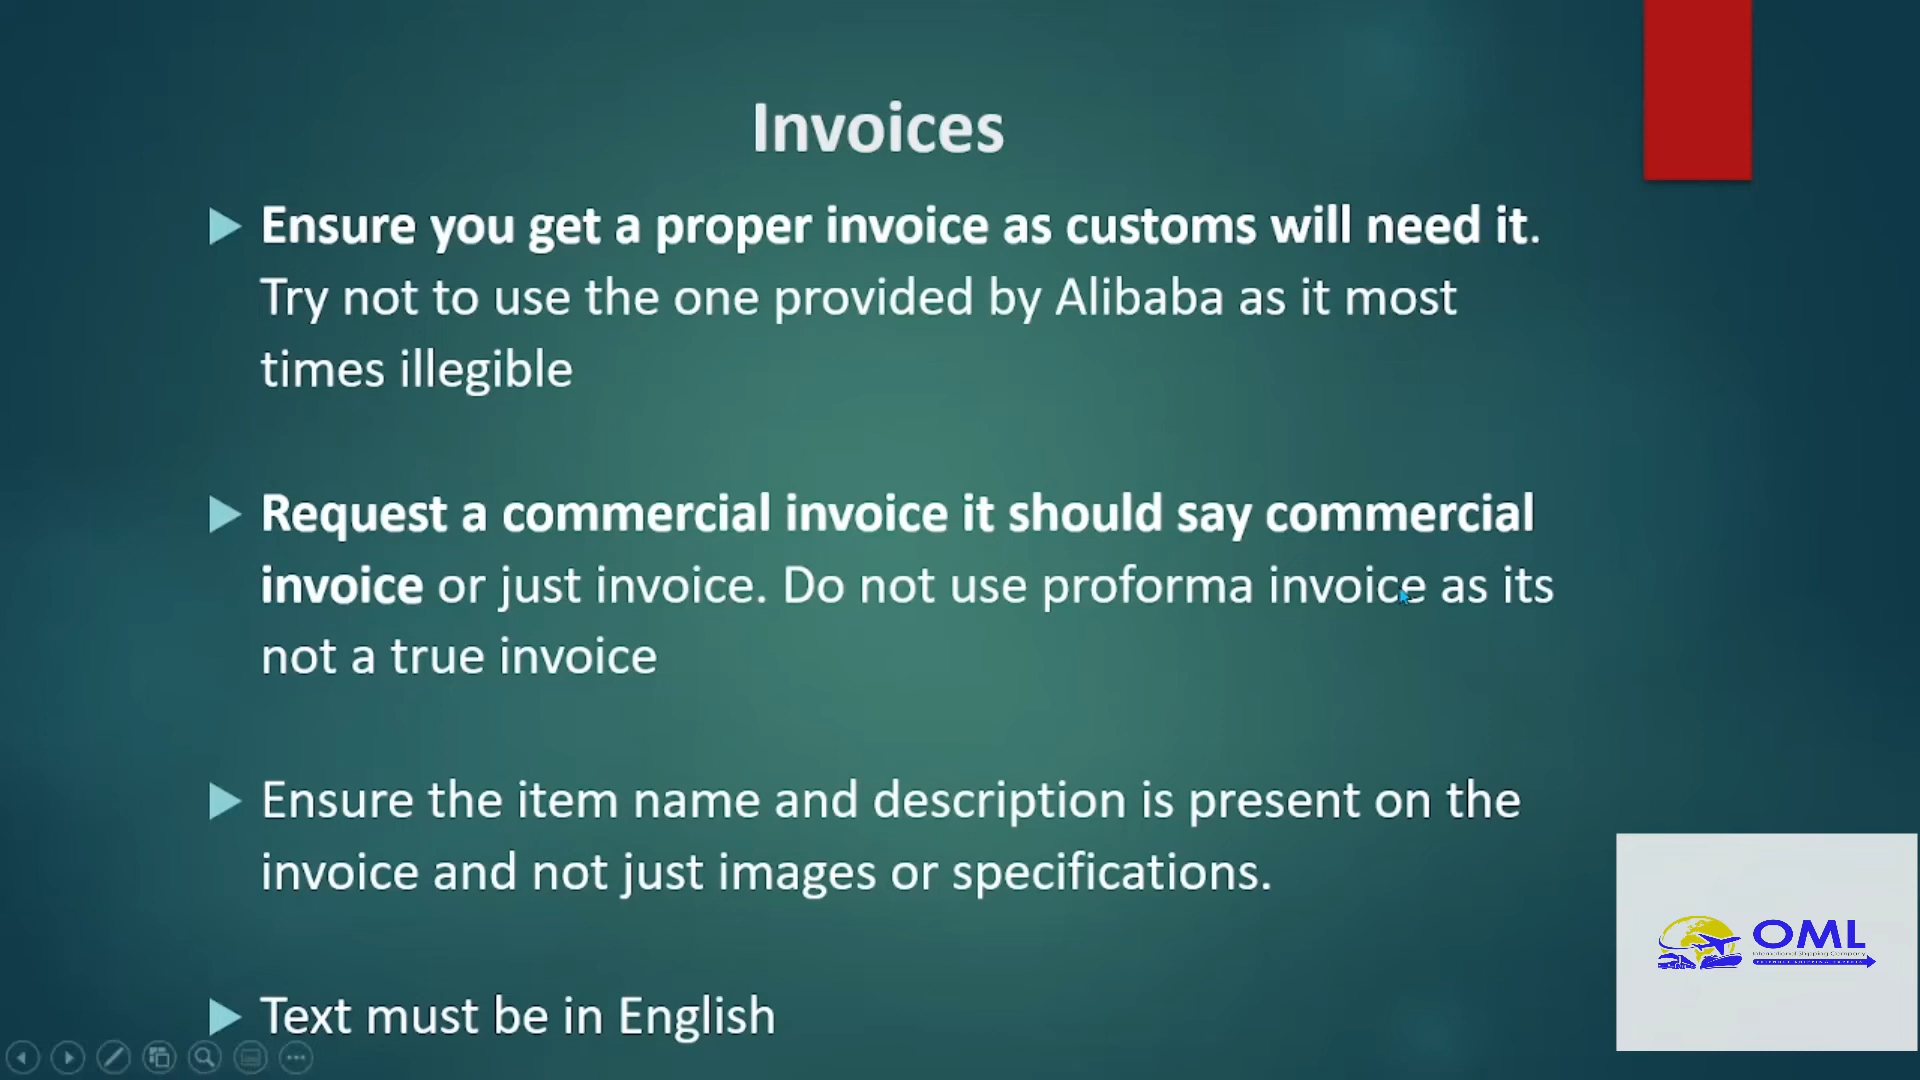 Invoices
Ensure you get a proper invoice as customs will need it.
Try not to use the one provided by Alibaba as it most
times illegible
Request a commercial invoice it should say commercial
invoice or just invoice. Do not use proforma invoice as its
not a true invoice
Ensure the item name and description is present on the
invoice and not just images or specifications.
Text must be in English
OML
International Shipping Company